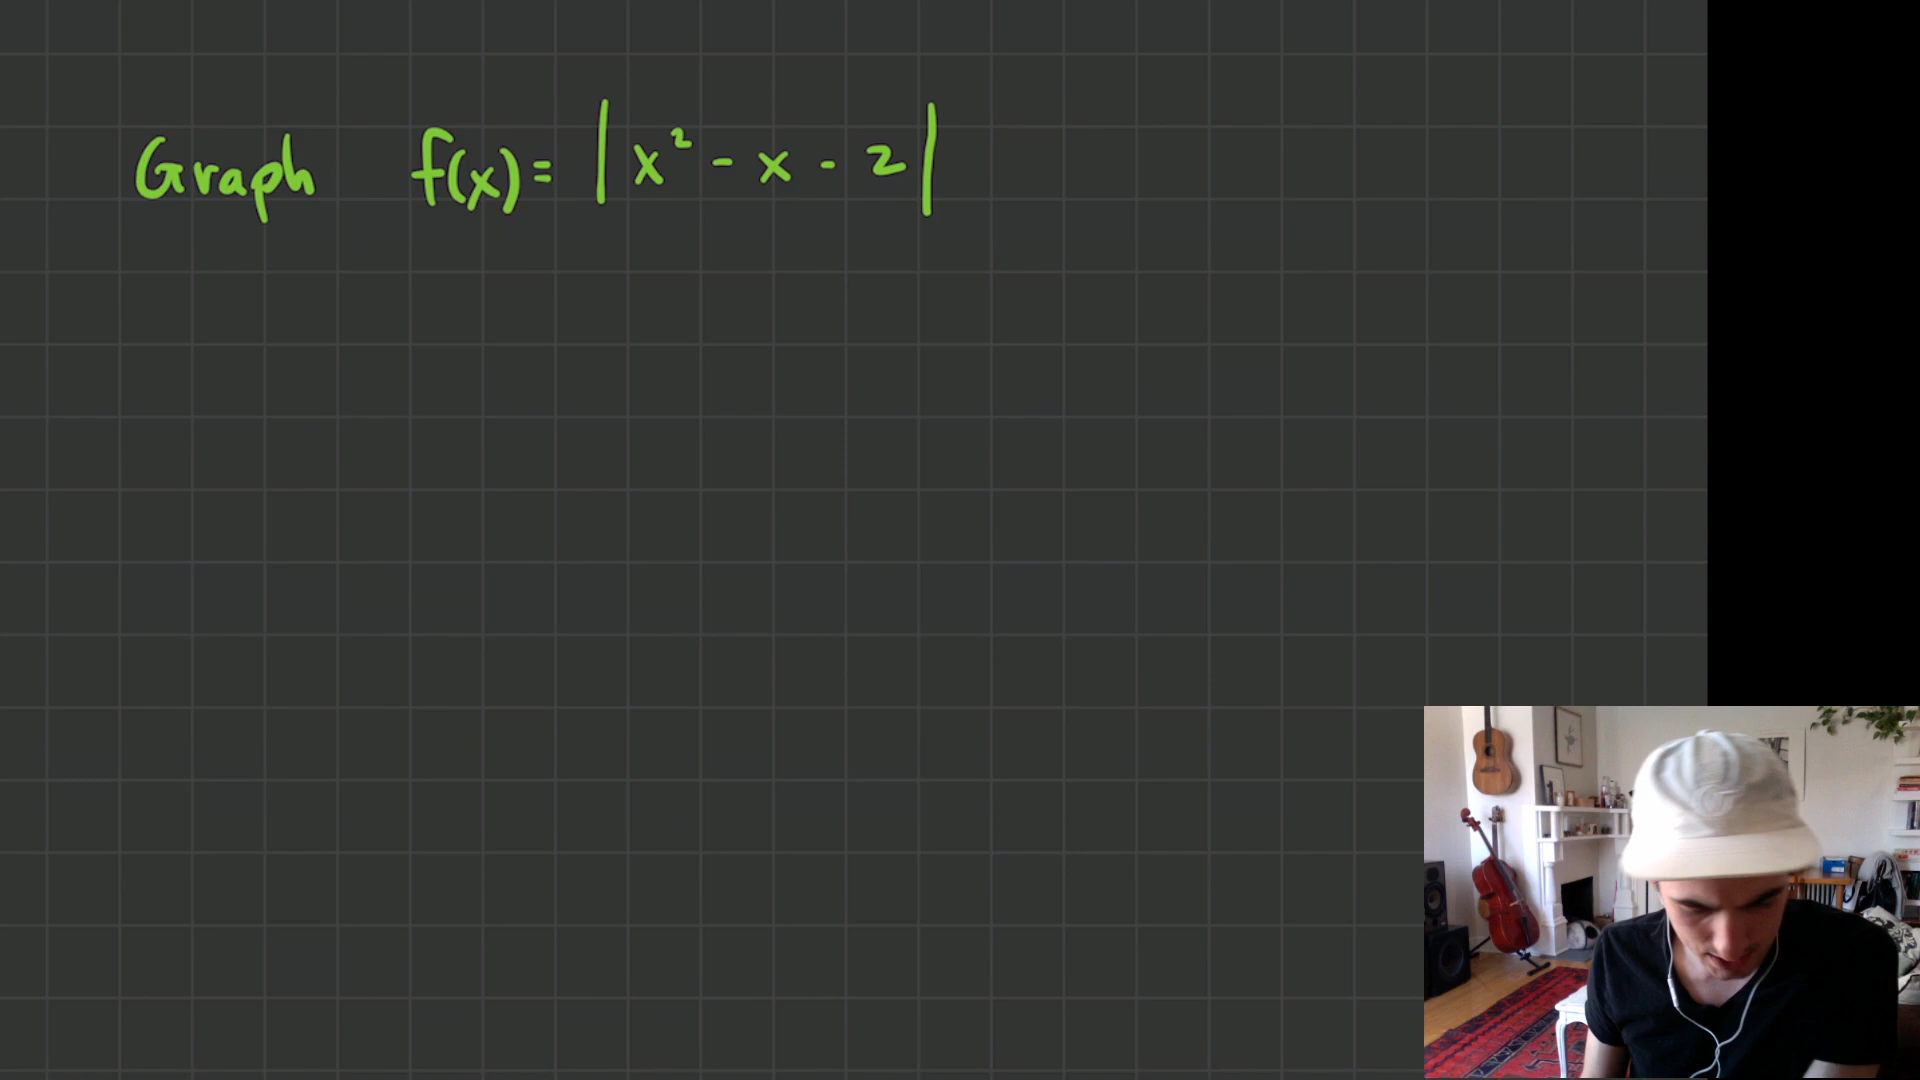 Graph f(x) = | x² - x - 2 |